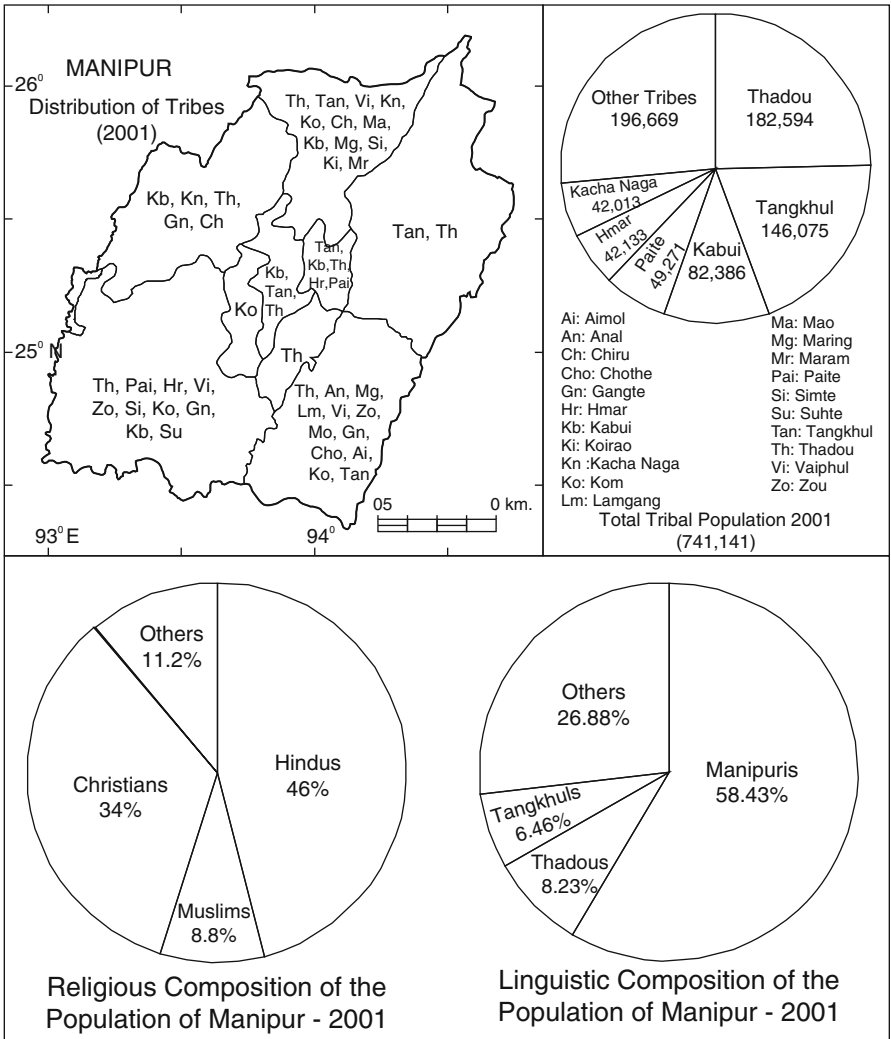 MANIPUR
Distribution of Tribes
(2001)
26⁰
25⁰ N
93⁰ E
94⁰
Th, Tan, Vi, Kn,
Ko, Ch, Ma,
Kb, Mg, Si,
Ki, Mr
Kb, Kn, Th,
Gn, Ch
Tan, Th
Tan,
Kb,Th,
Hr,Pai
Kb,
Tan,
Th
Ko
Th
Th, Pai, Hr, Vi,
Zo, Si, Ko, Gn,
Kb, Su
Th, An, Mg,
Lm, Vi, Zo,
Mo, Gn,
Cho, Ai,
Ko, Tan
05 0 km.
Other Tribes
196,669
Thadou
182,594
Kacha Naga
42,013
Hmar
42,133
Paite
49,271
Kabui
82,386
Tangkhul
146,075
Ai: Aimol
An: Anal
Ch: Chiru
Cho: Chothe
Gn: Gangte
Hr: Hmar
Kb: Kabui
Ki: Koirao
Kn :Kacha Naga
Ko: Kom
Lm: Lamgang
Ma: Mao
Mg: Maring
Mr: Maram
Pai: Paite
Si: Simte
Su: Suhte
Tan: Tangkhul
Th: Thadou
Vi: Vaiphul
Zo: Zou
Total Tribal Population 2001
(741,141)
Others
11.2%
Hindus
46%
Christians
34%
Muslims
8.8%
Religious Composition of the
Population of Manipur - 2001
Others
26.88%
Manipuris
58.43%
Tangkhuls
6.46%
Thadous
8.23%
Linguistic Composition of the
Population of Manipur - 2001